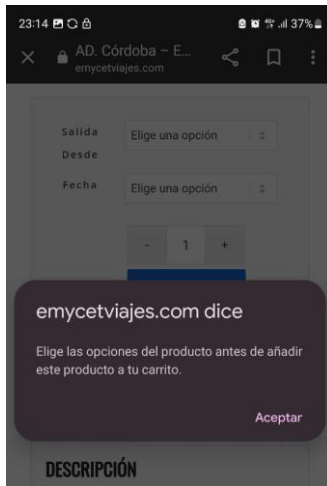 23:14
37%
AD. Córdoba – E...
emycetviajes.com
Salida
Desde
Elige una opción
Fecha
Elige una opción
- 1 +
emycetviajes.com dice
Elige las opciones del producto antes de añadir
este producto a tu carrito.
Aceptar
DESCRIPCIÓN